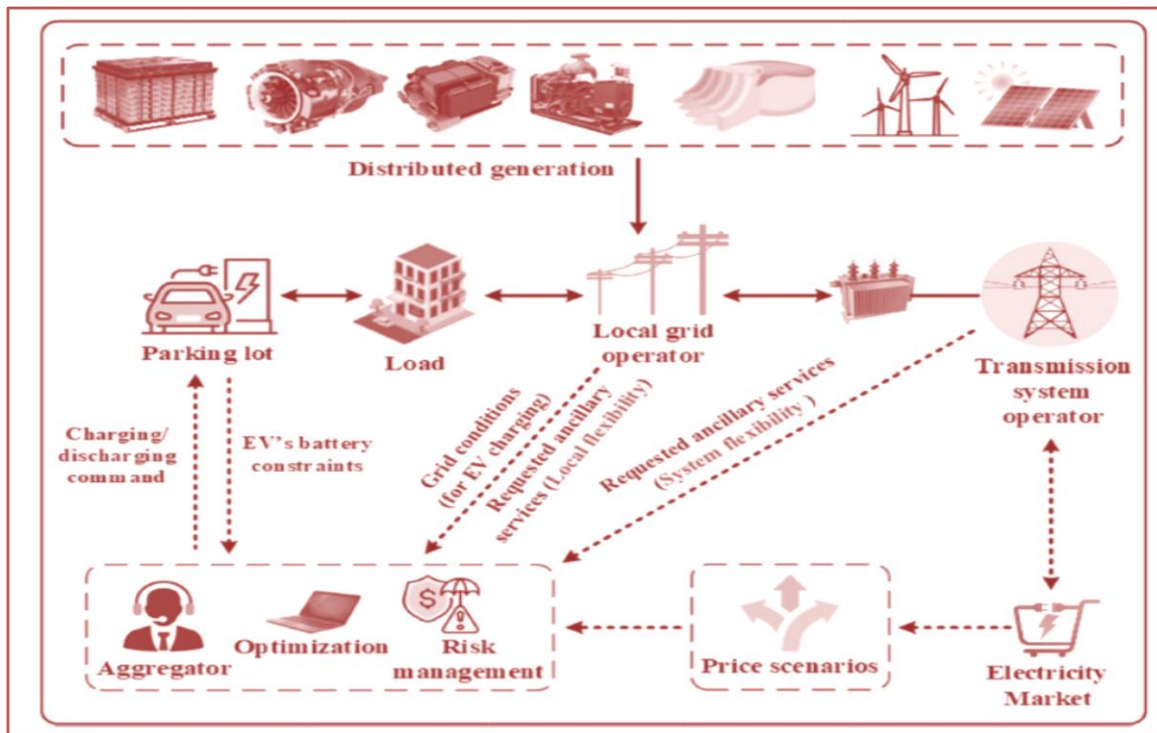 Distributed generation
Parking lot
Load
Local grid
operator
Transmission
system
operator
Charging/
discharging
command
EV's battery
constraints
Grid conditions
(for EV charging)
Requested ancillary
services (Local flexibility)
Requested ancillary services
(System flexibility )
Aggregator
Optimization
Risk
management
$
Price scenarios
Electricity
Market